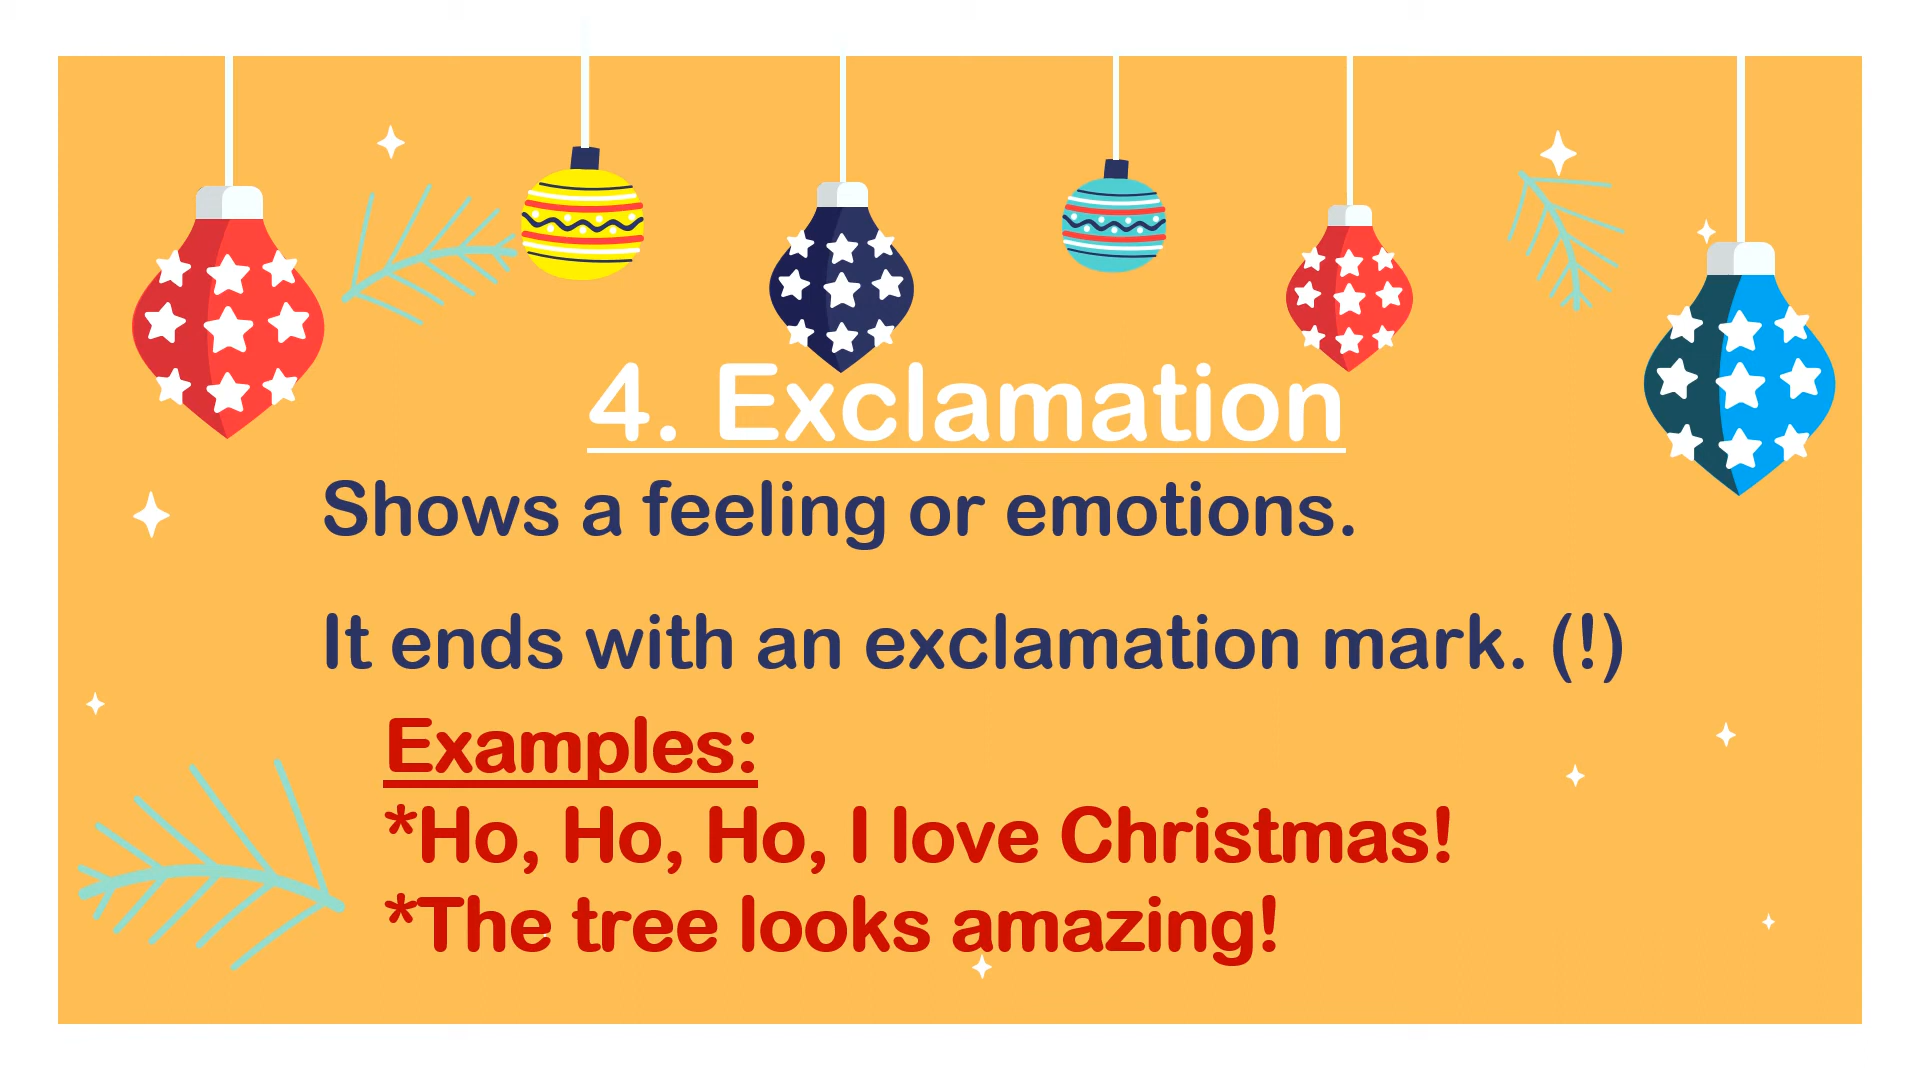 4. Exclamation
Shows a feeling or emotions.
It ends with an exclamation mark. (!)
Examples:
*Ho, Ho, Ho, I love Christmas!
*The tree looks amazing!